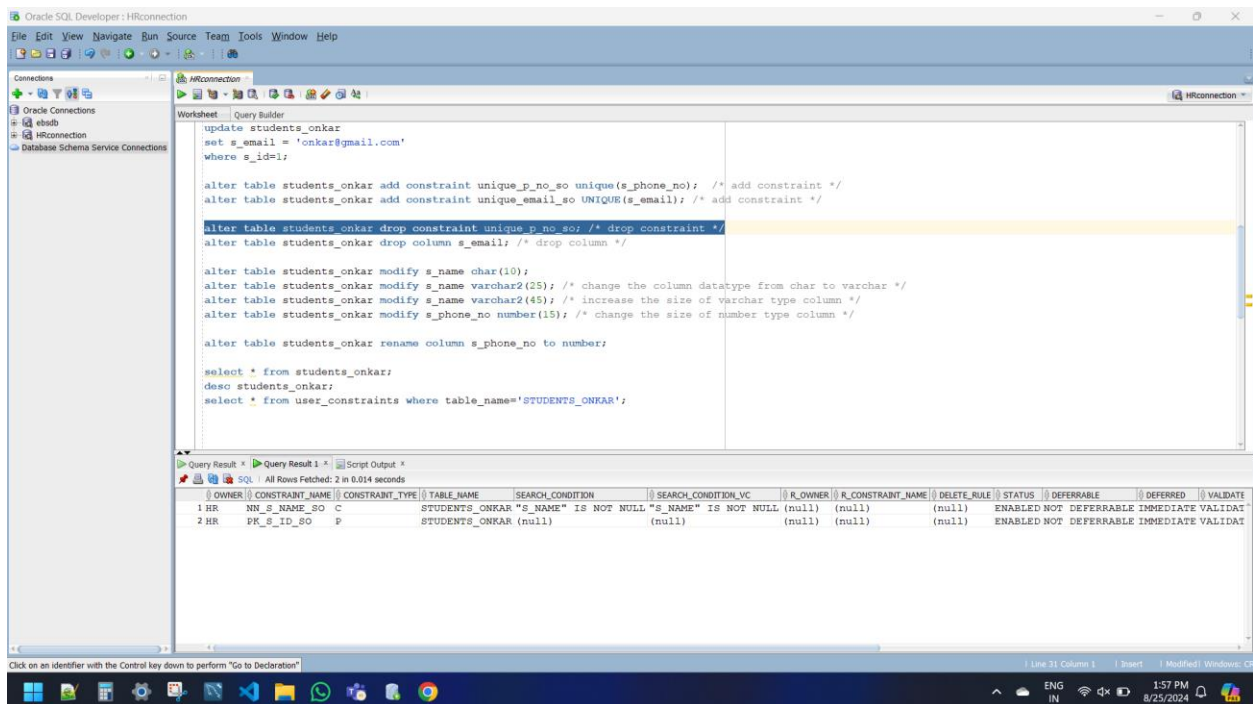 Oracle SQL Developer : HRconnection
File Edit View Navigate Run Source Team Tools Window Help
Connections
HRconnection
HRconnection
Oracle Connections
ebsdb
HRconnection
Database Schema Service Connections
Worksheet Query Builder
update students_onkar
set s_email = 'onkar@gmail.com'
where s_id=1;
alter table students_onkar add constraint unique_p_no_so unique(s_phone_no); /* add constraint */
alter table students_onkar add constraint unique_email_so UNIQUE(s_email); /* add constraint */
alter table students_onkar drop constraint unique_p_no_so; /* drop constraint */
alter table students_onkar drop column s_email; /* drop column */
alter table students_onkar modify s_name char(10);
alter table students_onkar modify s_name varchar2(25); /* change the column datatype from char to varchar */
alter table students_onkar modify s_name varchar2(45); /* increase the size of varchar type column */
alter table students_onkar modify s_phone_no number(15); /* change the size of number type column */
alter table students_onkar rename column s_phone_no to number;
select * from students_onkar;
desc students_onkar;
select * from user_constraints where table_name='STUDENTS_ONKAR';
Query Result Query Result 1 Script Output
SQL | All Rows Fetched: 2 in 0.014 seconds
OWNER CONSTRAINT_NAME CONSTRAINT_TYPE TABLE_NAME SEARCH_CONDITION SEARCH_CONDITION_VC R_OWNER R_CONSTRAINT_NAME DELETE_RULE STATUS DEFERRABLE DEFERRED VALIDATE
1 HR NN_S_NAME_SO C STUDENTS_ONKAR "S_NAME" IS NOT NULL "S_NAME" IS NOT NULL (null) (null) (null) ENABLED NOT DEFERRABLE IMMEDIATE VALIDAT
2 HR PK_S_ID_SO P STUDENTS_ONKAR (null) (null) (null) (null) (null) ENABLED NOT DEFERRABLE IMMEDIATE VALIDAT
Click on an identifier with the Control key down to perform "Go to Declaration"
Line 31 Column 1 | Insert | Modified | Windows: CR
ENG
IN
1:57 PM
8/25/2024